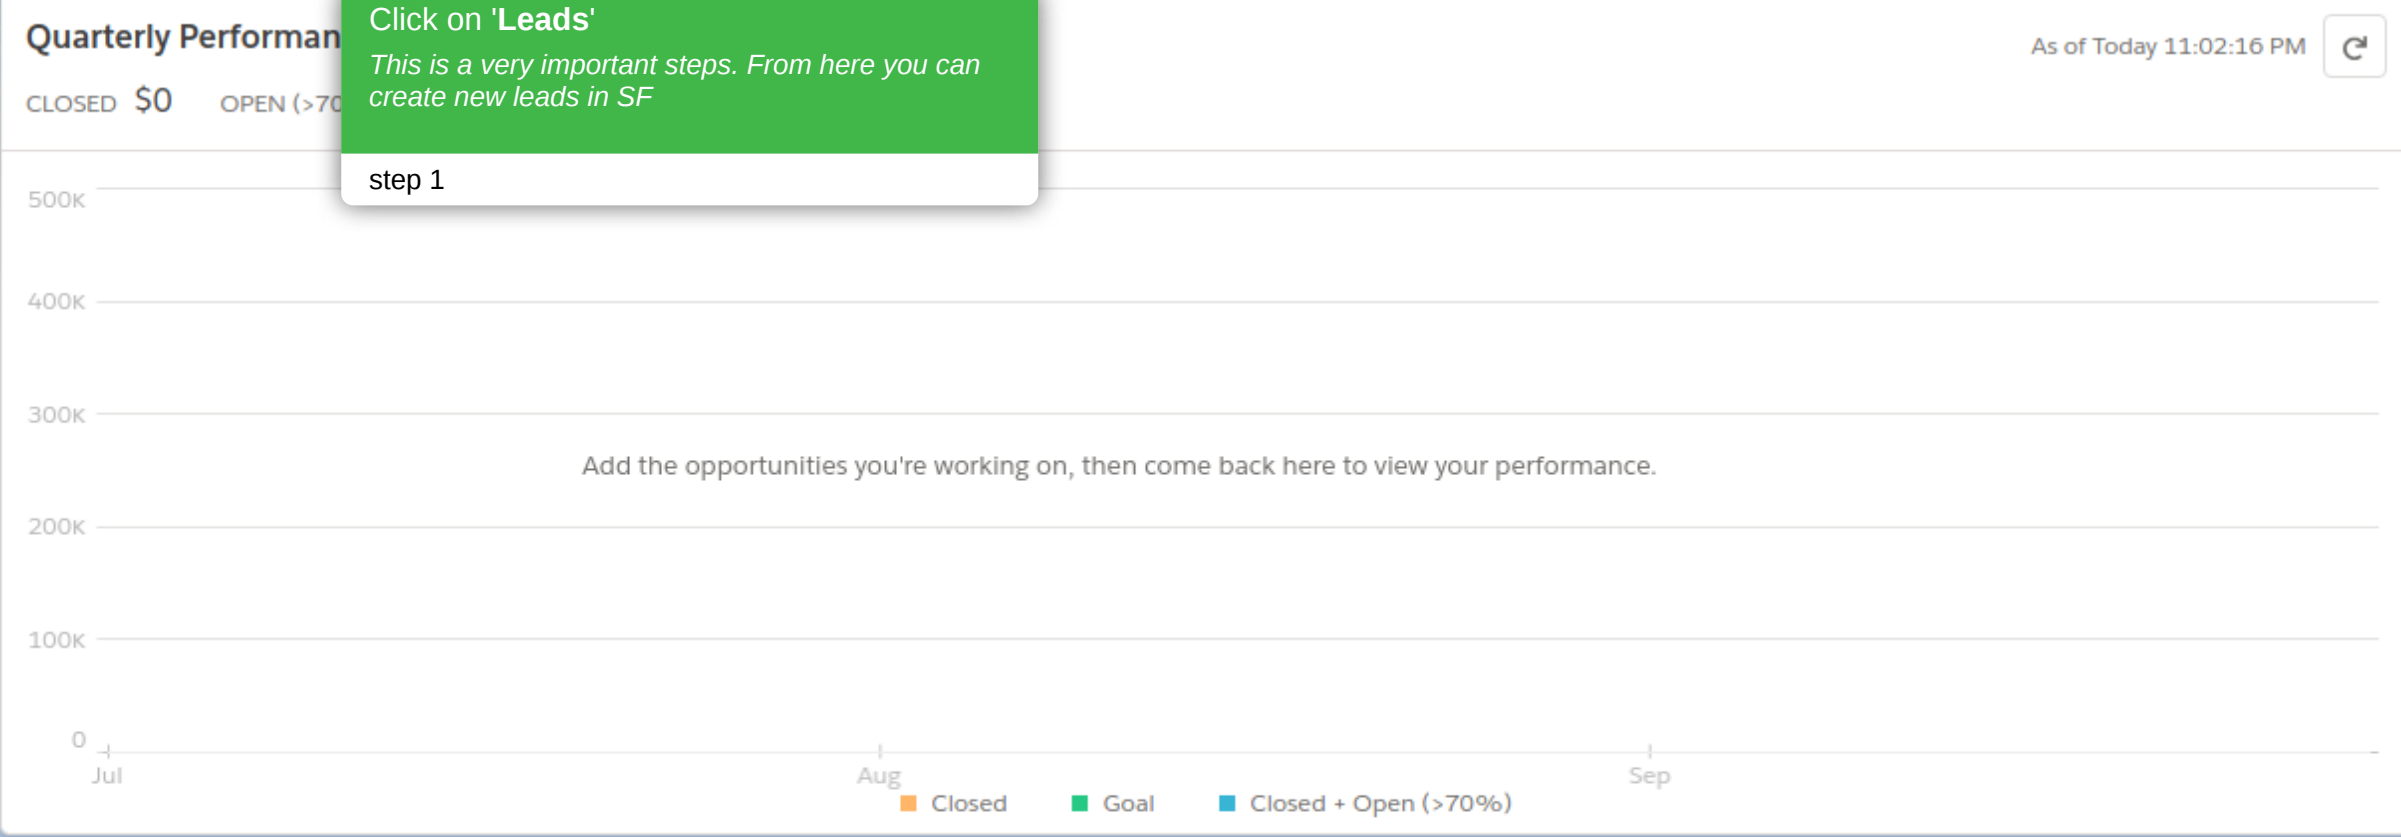 Quarterly Performan
Click on 'Leads'
This is a very important steps. From here you can
create new leads in SF
step 1
As of Today 11:02:16 PM
CLOSED $0 OPEN (>70
500K
400K
300K
Add the opportunities you're working on, then come back here to view your performance.
200K
100K
0
Jul Aug Sep
Closed Goal Closed + Open (>70%)